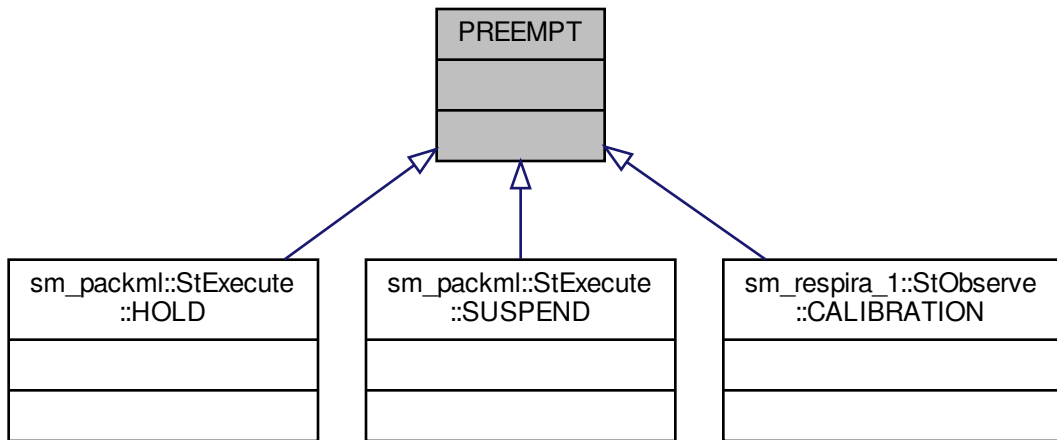 PREEMPT
sm_packml::StExecute
::HOLD
sm_packml::StExecute
::SUSPEND
sm_respira_1::StObserve
::CALIBRATION